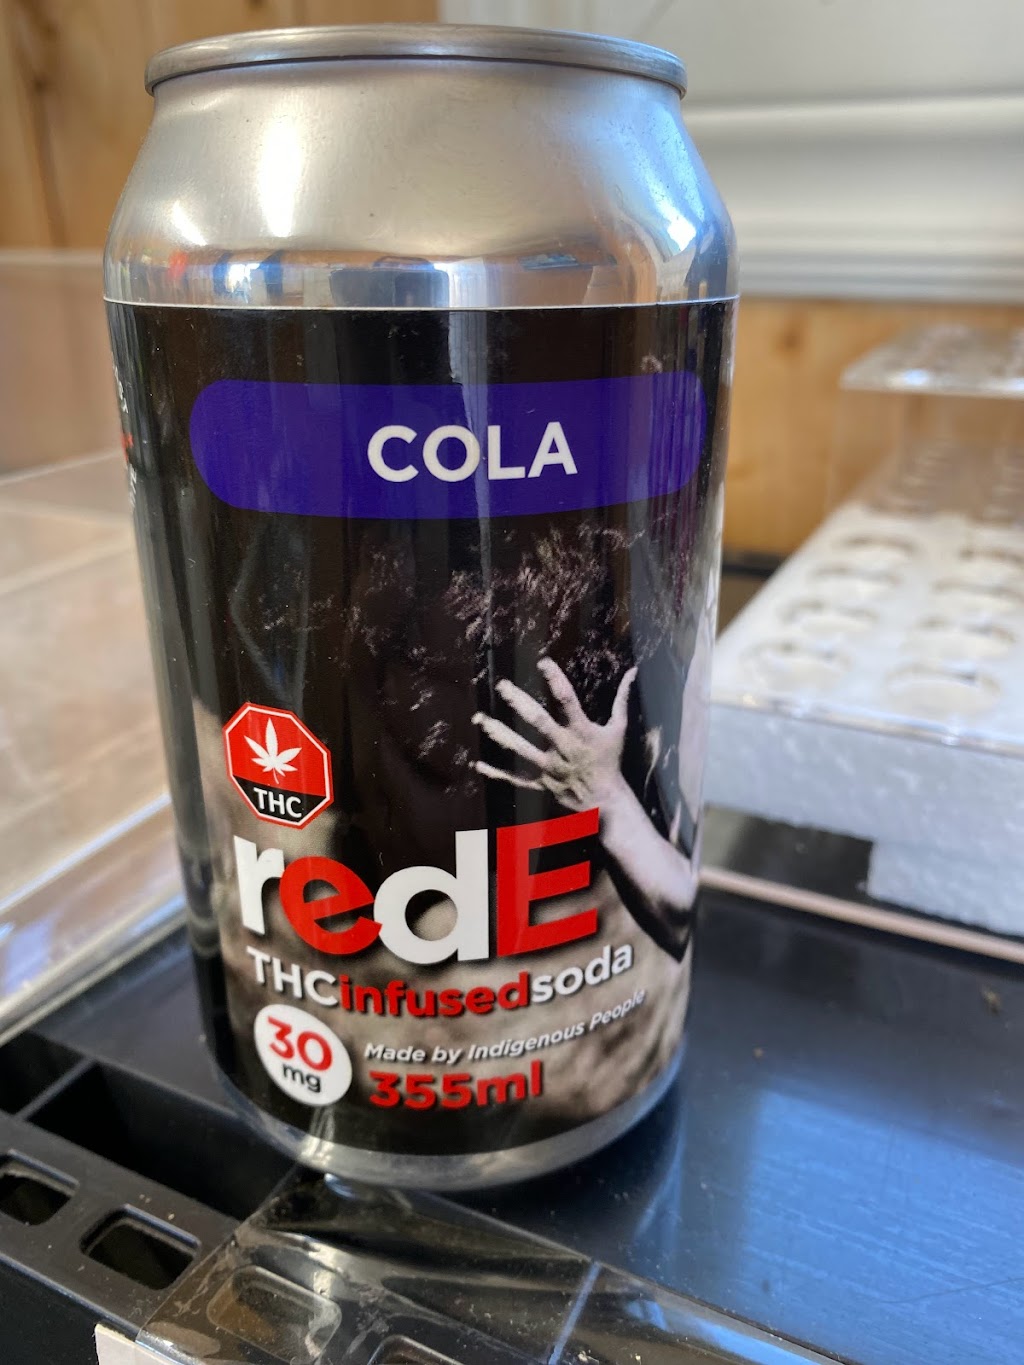 COLA
THC
redE
THCinfusedsoda
30
mg
Made by Indigenous People
355ml